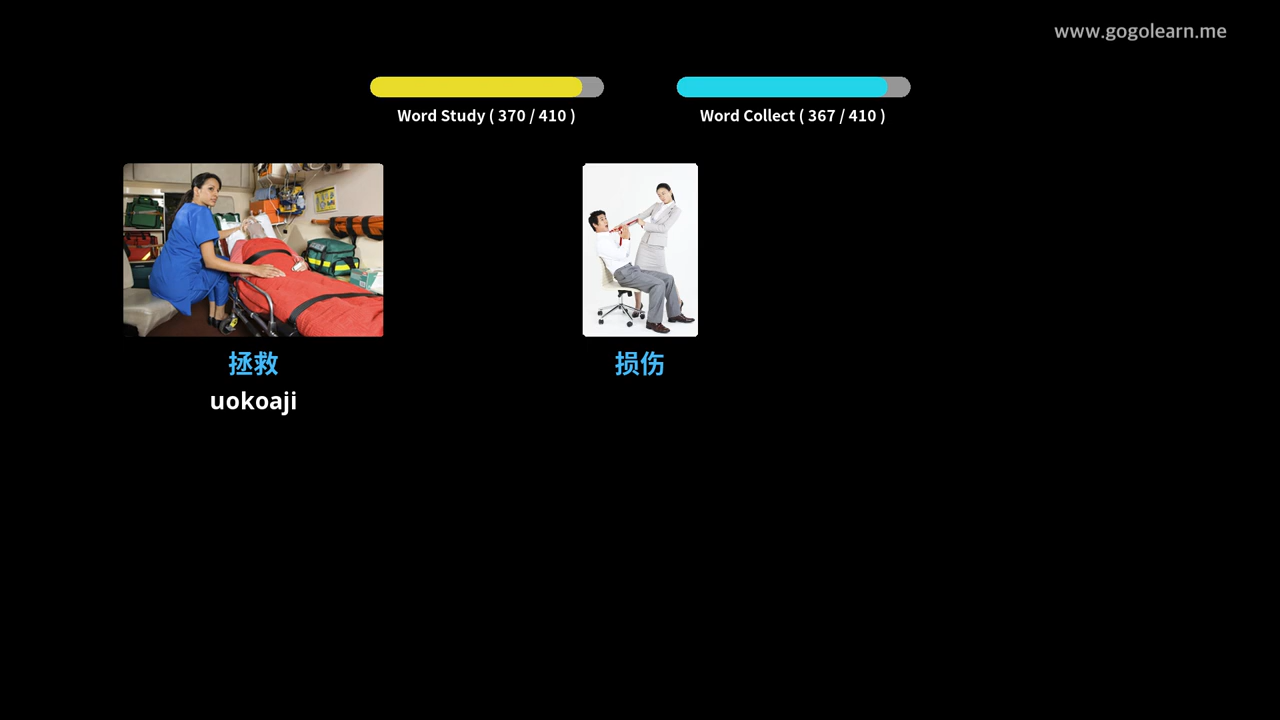 www.gogolearn.me
Word Study ( 370 / 410 )
Word Collect ( 367 / 410 )
拯救
损伤
uokoaji